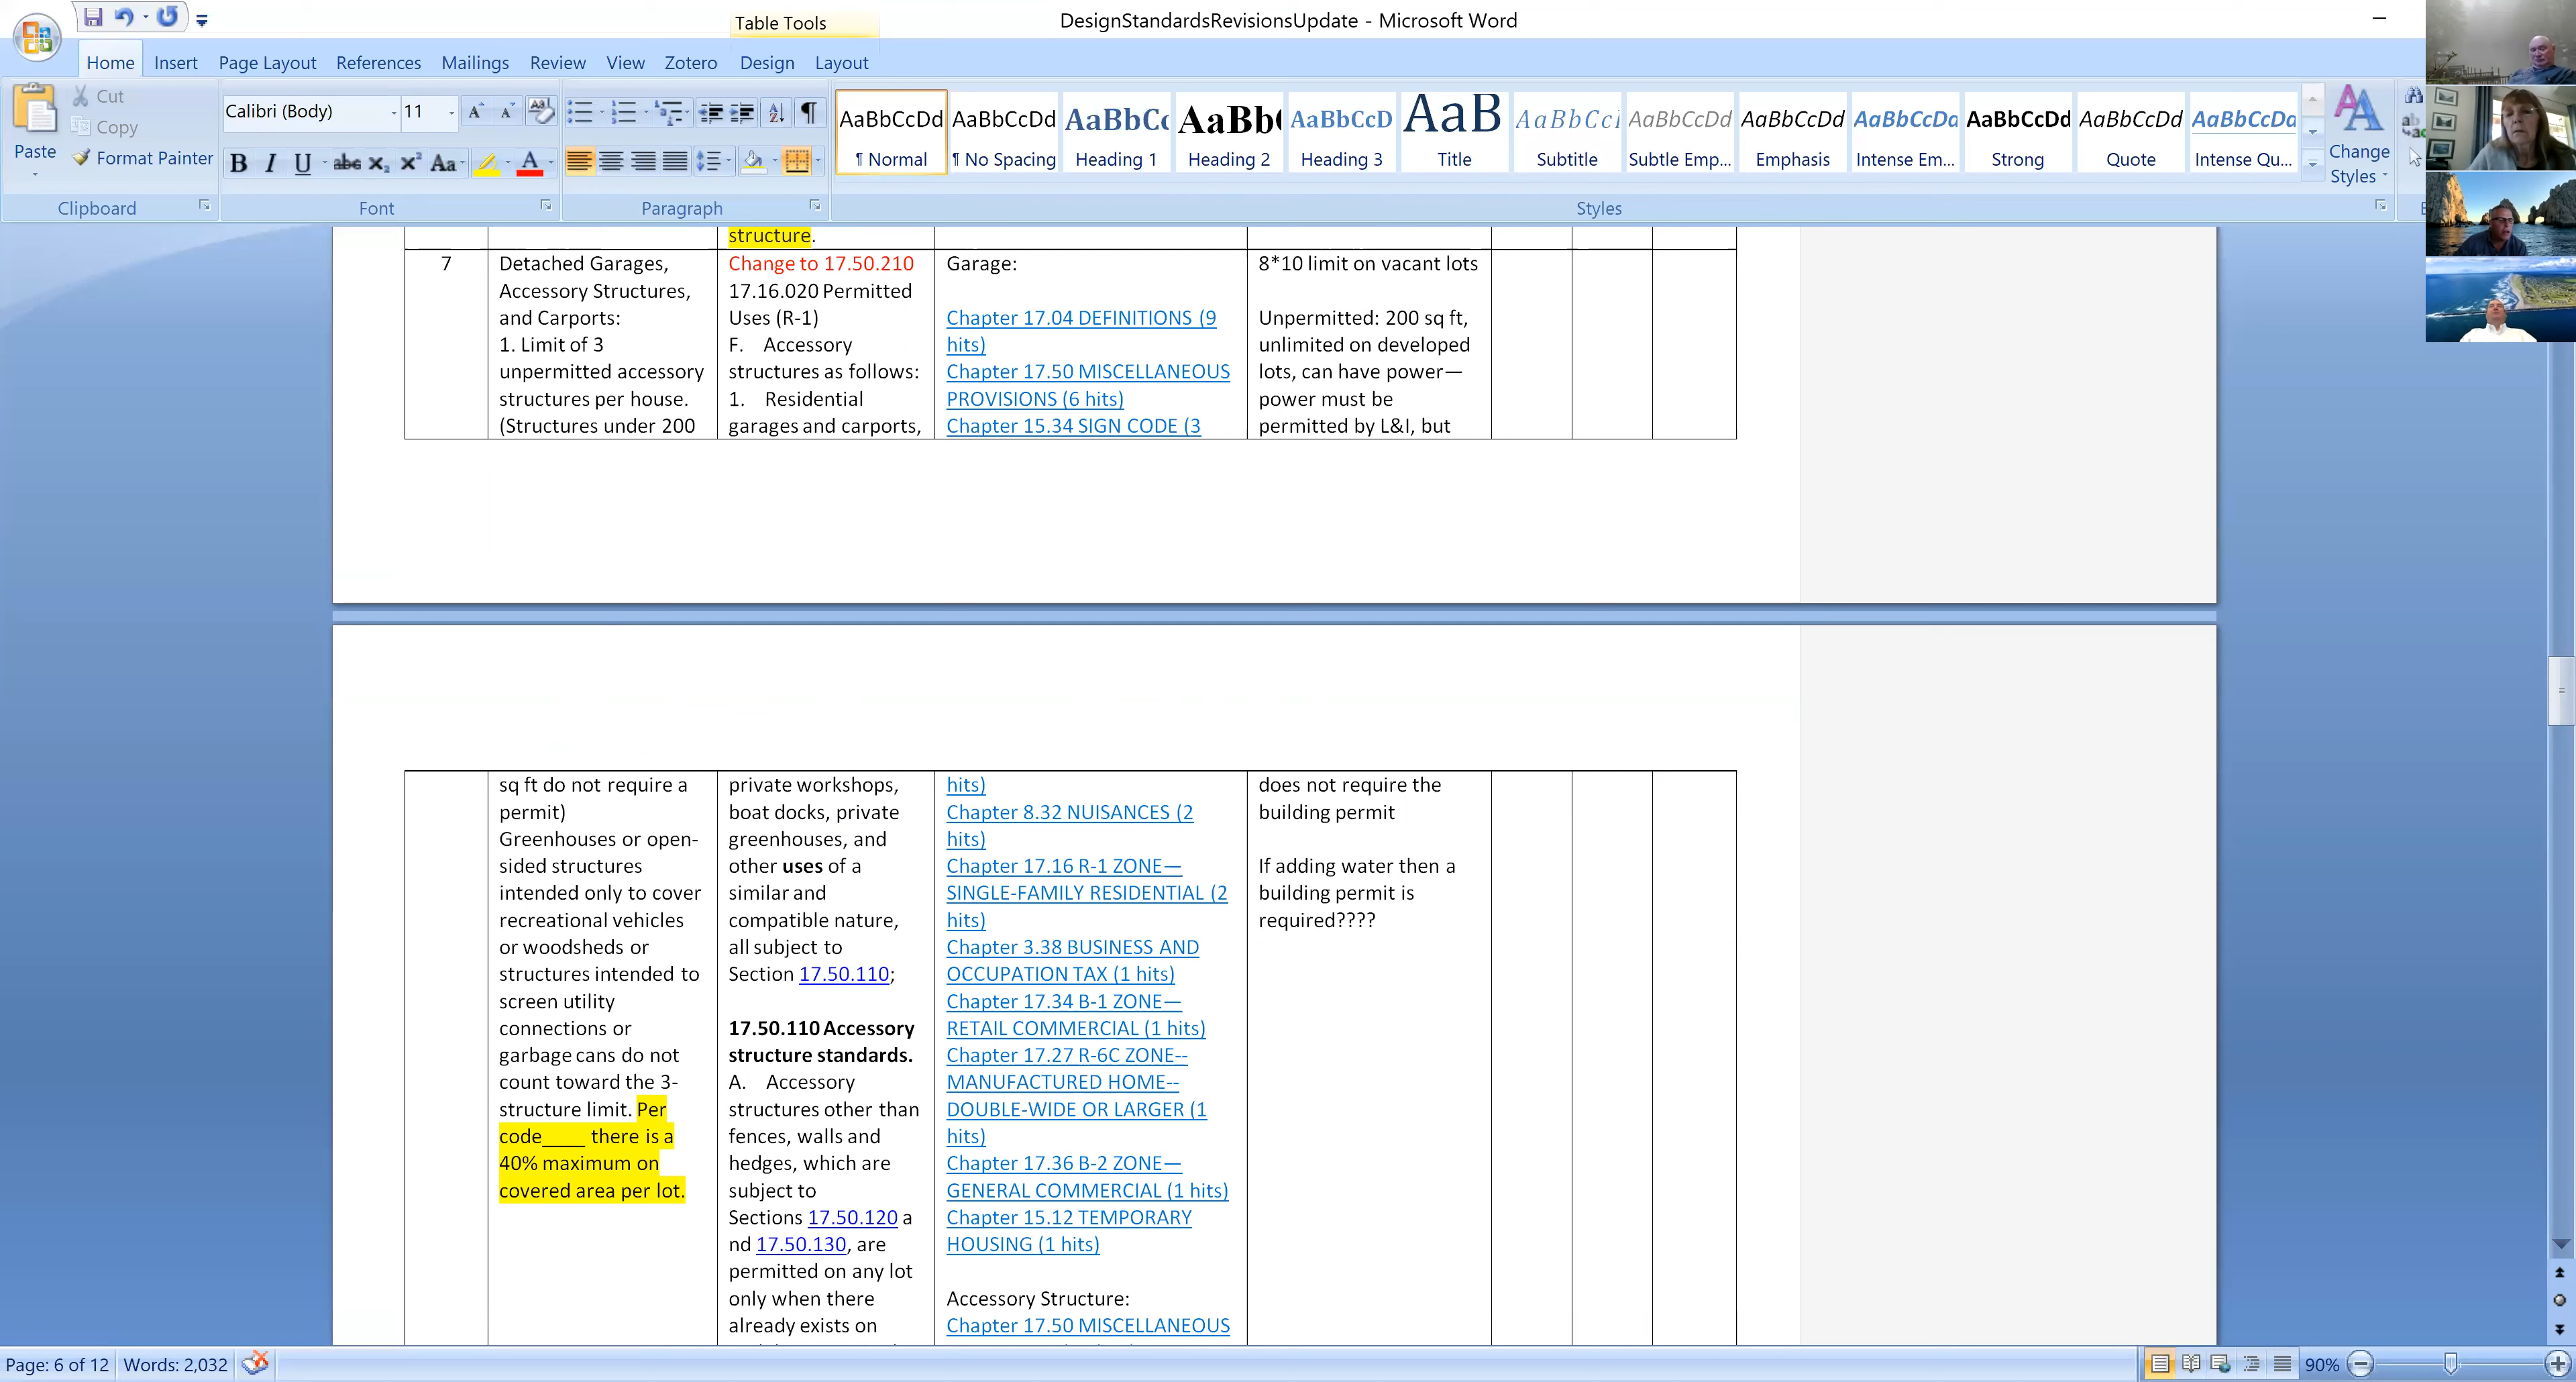 Table Tools
DesignStandardsRevisionsUpdate - Microsoft Word
Home Insert Page Layout References Mailings Review View Zotero Design Layout
Paste
Cut
Copy
Format Painter
Clipboard
Calibri (Body) 11
B I U abc X₂ X² Aa A
Font
Paragraph
AaBbCcDd AaBbCcDd AaBbCc AaBb AaBbCcD AaB AaBbCc AaBbCcDd AaBbCcDd AaBbCcDd AaBbCcDd AaBbCcDd AaBbCcDd
¶ Normal ¶ No Spacing Heading 1 Heading 2 Heading 3 Title Subtitle Subtle Emp... Emphasis Intense Em... Strong Quote Intense Qu...
Change
Styles
Styles
structure.
7
Detached Garages,
Accessory Structures,
and Carports:
1. Limit of 3
unpermitted accessory
structures per house.
(Structures under 200
Change to 17.50.210
17.16.020 Permitted
Uses (R-1)
F. Accessory
structures as follows:
1. Residential
garages and carports,
Garage:
Chapter 17.04 DEFINITIONS (9
hits)
Chapter 17.50 MISCELLANEOUS
PROVISIONS (6 hits)
Chapter 15.34 SIGN CODE (3
8*10 limit on vacant lots
Unpermitted: 200 sq ft,
unlimited on developed
lots, can have power—
power must be
permitted by L&I, but
sq ft do not require a
permit)
Greenhouses or open-
sided structures
intended only to cover
recreational vehicles
or woodsheds or
structures intended to
screen utility
connections or
garbage cans do not
count toward the 3-
structure limit. Per
code____ there is a
40% maximum on
covered area per lot.
private workshops,
boat docks, private
greenhouses, and
other uses of a
similar and
compatible nature,
all subject to
Section 17.50.110;
17.50.110 Accessory
structure standards.
A. Accessory
structures other than
fences, walls and
hedges, which are
subject to
Sections 17.50.120 a
nd 17.50.130, are
permitted on any lot
only when there
already exists on
hits)
Chapter 8.32 NUISANCES (2
hits)
Chapter 17.16 R-1 ZONE—
SINGLE-FAMILY RESIDENTIAL (2
hits)
Chapter 3.38 BUSINESS AND
OCCUPATION TAX (1 hits)
Chapter 17.34 B-1 ZONE—
RETAIL COMMERCIAL (1 hits)
Chapter 17.27 R-6C ZONE--
MANUFACTURED HOME--
DOUBLE-WIDE OR LARGER (1
hits)
Chapter 17.36 B-2 ZONE—
GENERAL COMMERCIAL (1 hits)
Chapter 15.12 TEMPORARY
HOUSING (1 hits)
Accessory Structure:
Chapter 17.50 MISCELLANEOUS
does not require the
building permit
If adding water then a
building permit is
required????
Page: 6 of 12 Words: 2,032
90%